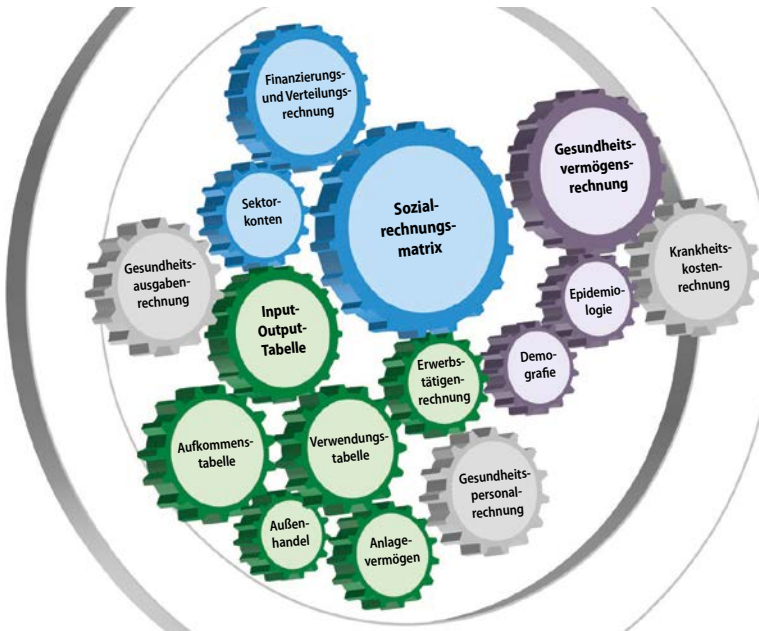 Finanzierungs-
und Verteilungs-
rechnung
Gesundheits-
vermögens-
rechnung
Sektor-
konten
Sozial-
rechnungs-
matrix
Gesundheits-
ausgaben-
rechnung
Krankheits-
kosten-
rechnung
Epidemio-
logie
Input-
Output-
Tabelle
Erwerbs-
tätigen-
rechnung
Demo-
grafie
Aufkommens-
tabelle
Verwendungs-
tabelle
Gesundheits-
personal-
rechnung
Außen-
handel
Anlage-
vermögen